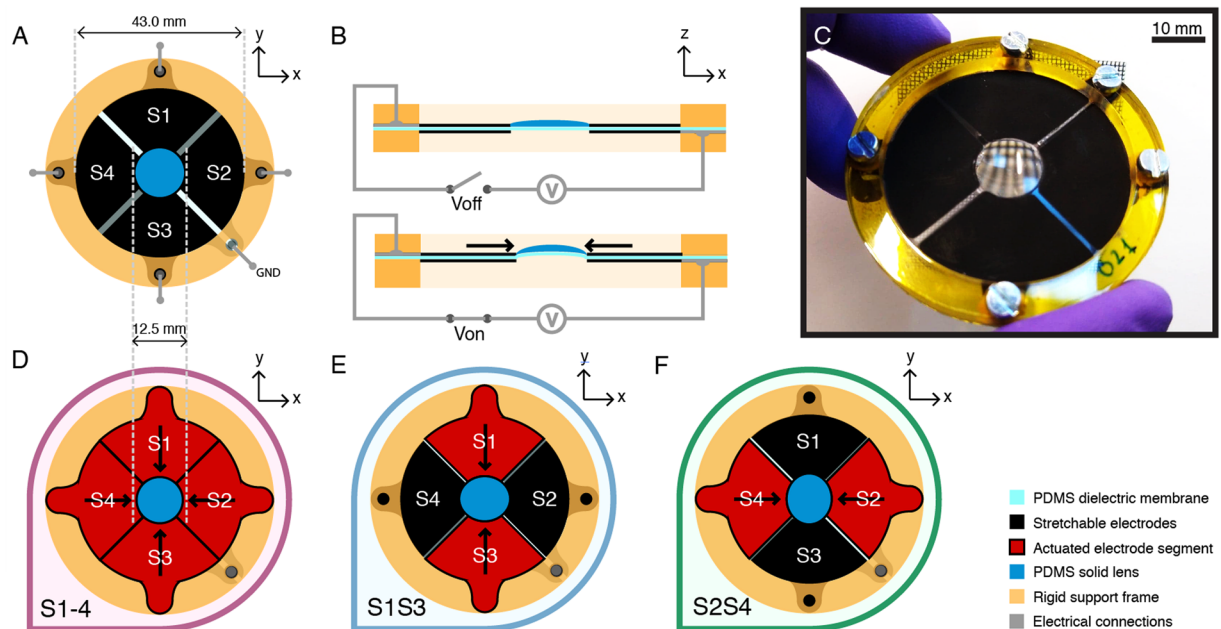 A
43.0 mm
y
x
S1
S4
S2
S3
GND
12.5 mm
B
z
x
Voff
V
Von
V
C
10 mm
621
D
y
x
S1
S4
S2
S3
S1-4
E
y
x
S1
S4
S2
S3
S1S3
F
y
x
S1
S4
S2
S3
S2S4
PDMS dielectric membrane
Stretchable electrodes
Actuated electrode segment
PDMS solid lens
Rigid support frame
Electrical connections